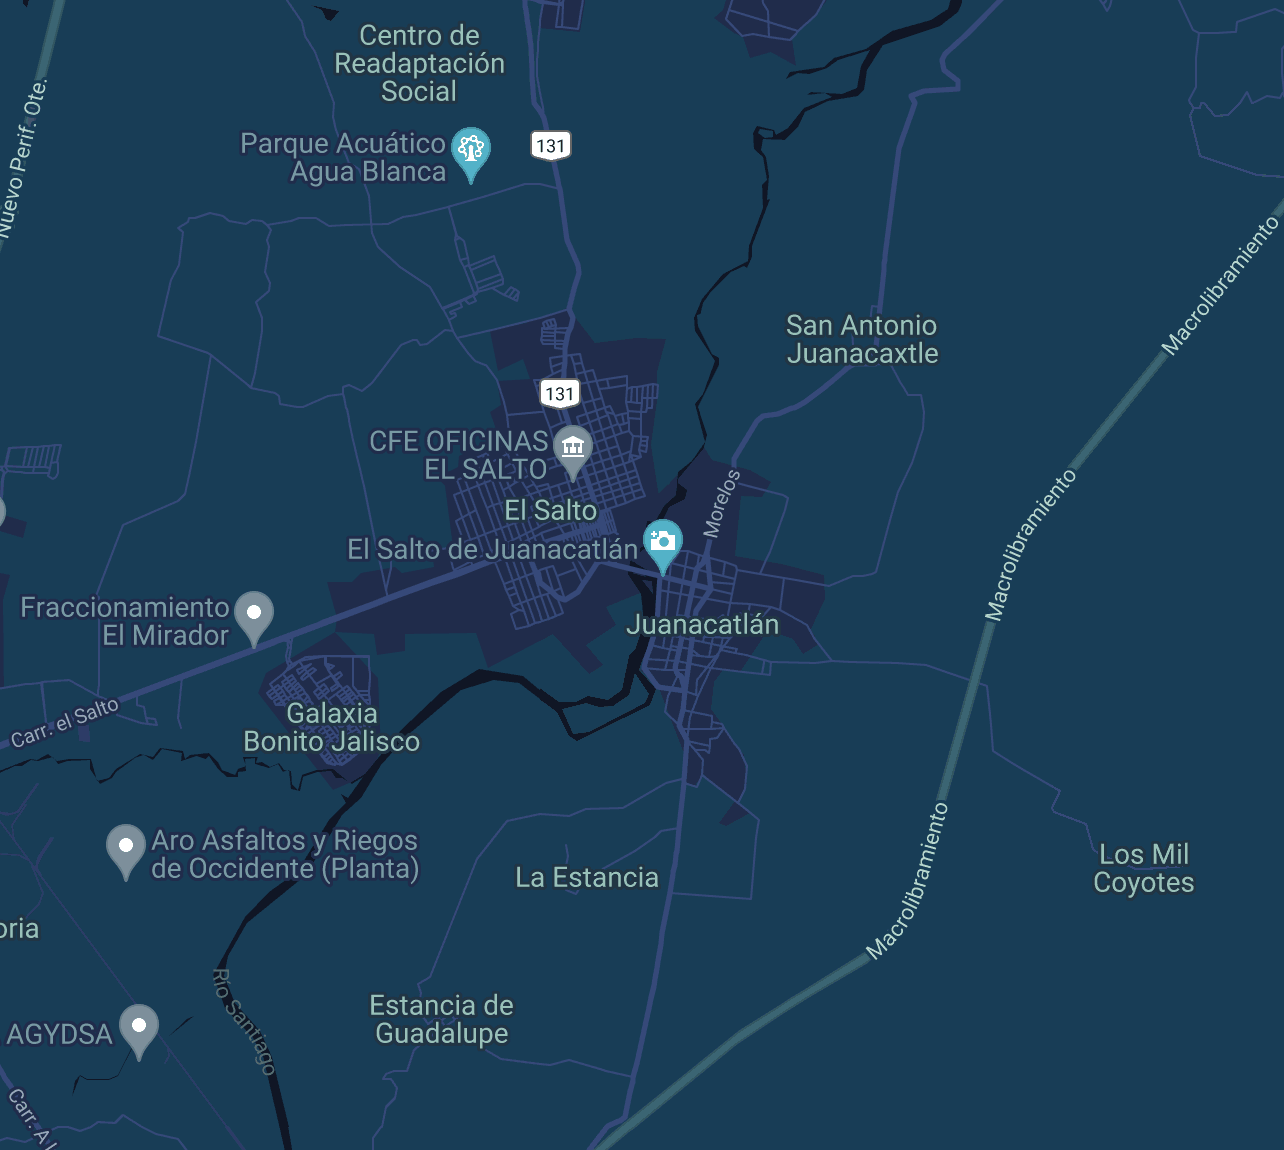 Centro de
Readaptación
Social
Nuevo Perif. Ote.
Parque Acuático
Agua Blanca
131
Macrolibramiento
San Antonio
Juanacaxtle
131
CFE OFICINAS
EL SALTO
El Salto
Morelos
Macrolibramiento
El Salto de Juanacatlán
Fraccionamiento
El Mirador
Juanacatlán
Carr. el Salto
Galaxia
Bonito Jalisco
Aro Asfaltos y Riegos
de Occidente (Planta)
La Estancia
Macrolibramiento
Los Mil
Coyotes
oria
Río Santiago
Estancia de
Guadalupe
AGYDSA
Carr. A